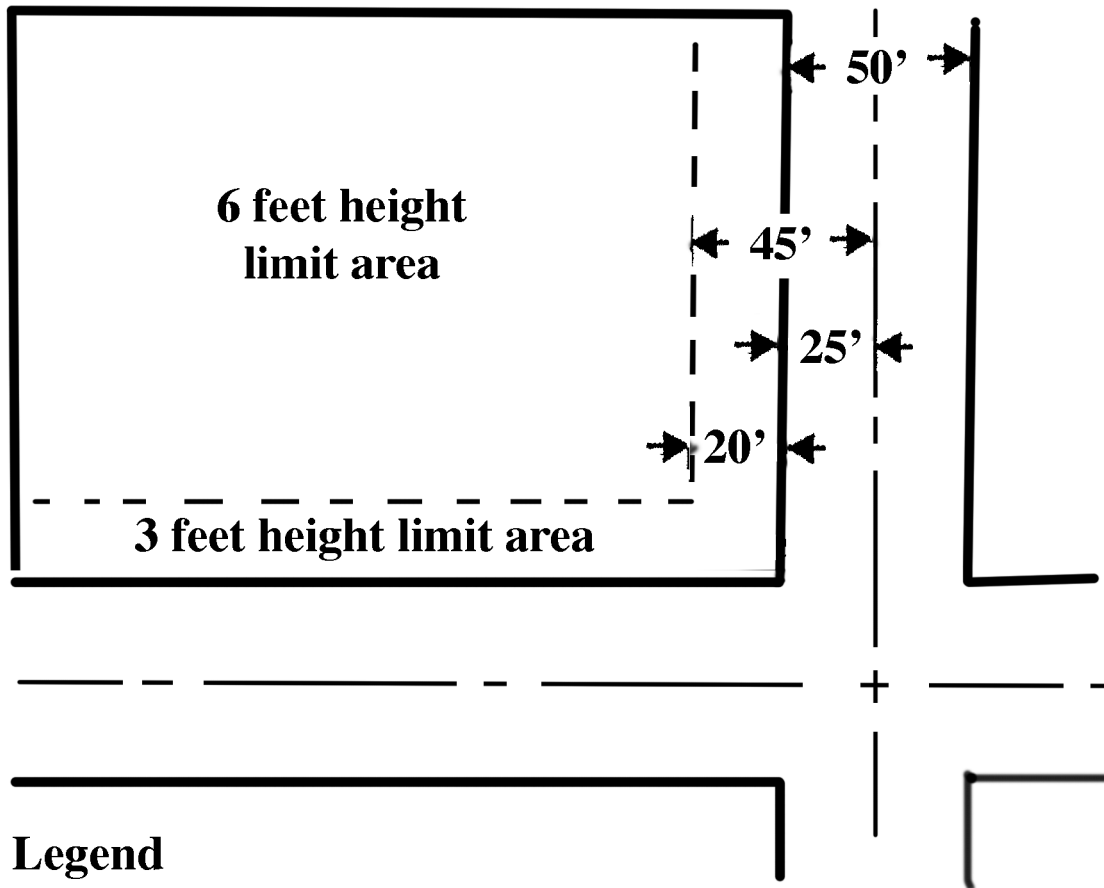 50’
6 feet height
limit area
45’
25’
20’
3 feet height limit area
Legend